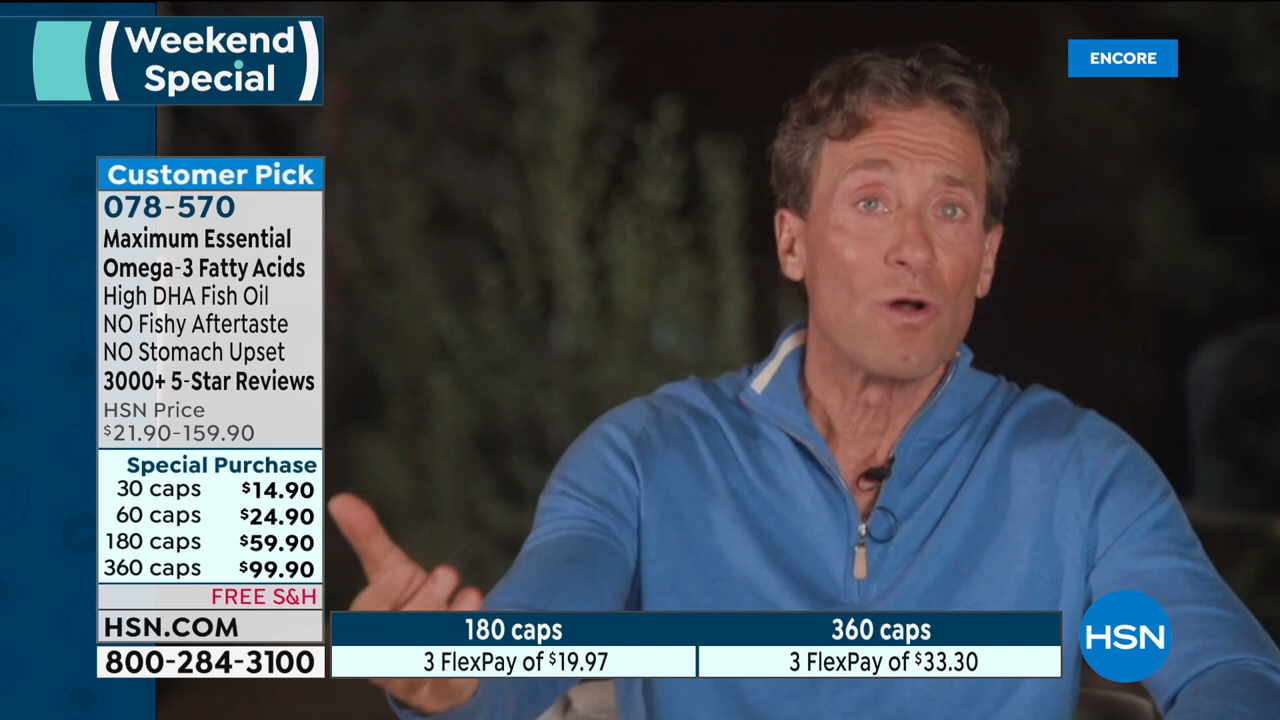 Weekend
Special
ENCORE
Customer Pick
078-570
Maximum Essential
Omega-3 Fatty Acids
High DHA Fish Oil
NO Fishy Aftertaste
NO Stomach Upset
3000+ 5-Star Reviews
HSN Price
$21.90-159.90
Special Purchase
30 caps $14.90
60 caps $24.90
180 caps $59.90
360 caps $99.90
FREE S&H
HSN.COM
800-284-3100
180 caps 360 caps
3 FlexPay of $19.97 3 FlexPay of $33.30
HSN